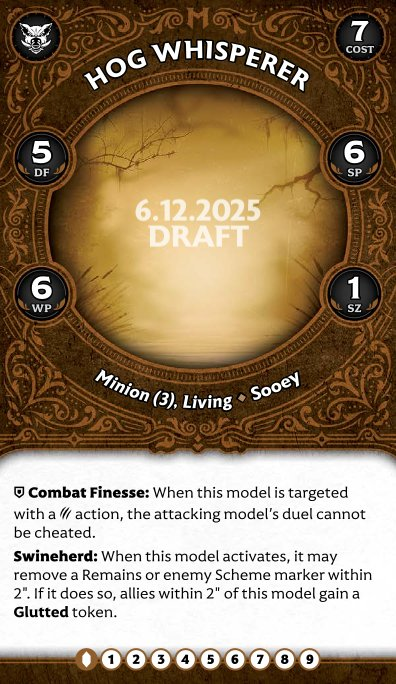 HOG WHISPERER
7
COST
5
DF
6
SP
6.12.2025
DRAFT
6
WP
1
SZ
Minion (3), Living ◆ Sooey
Combat Finesse: When this model is targeted
with a action, the attacking model's duel cannot
be cheated.
Swineherd: When this model activates, it may
remove a Remains or enemy Scheme marker within
2". If it does so, allies within 2" of this model gain a
Glutted token.
1 2 3 4 5 6 7 8 9